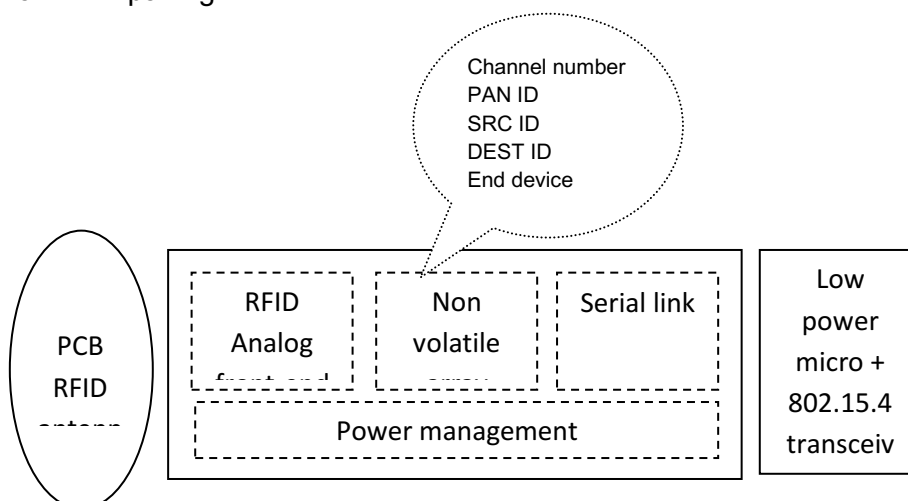 Channel number
PAN ID
SRC ID
DEST ID
End device
PCB
RFID
RFID
Analog
Non
volatile
Serial link
Power management
Low
power
micro +
802.15.4
transceiv